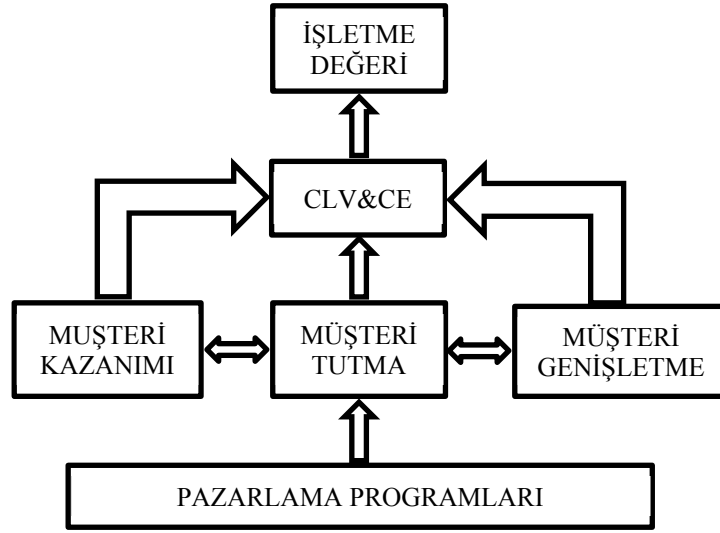 İŞLETME
DEĞERİ
CLV&CE
MUŞTERİ
KAZANIMI
MÜŞTERİ
TUTMA
MÜŞTERİ
GENİŞLETME
PAZARLAMA PROGRAMLARI